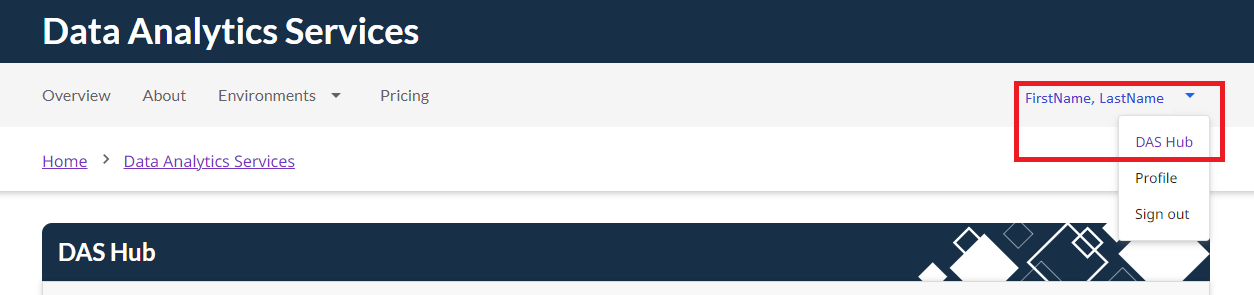 Data Analytics Services
Overview About Environments Pricing FirstName, LastName
DAS Hub
Home Data Analytics Services
Profile
Sign out
DAS Hub